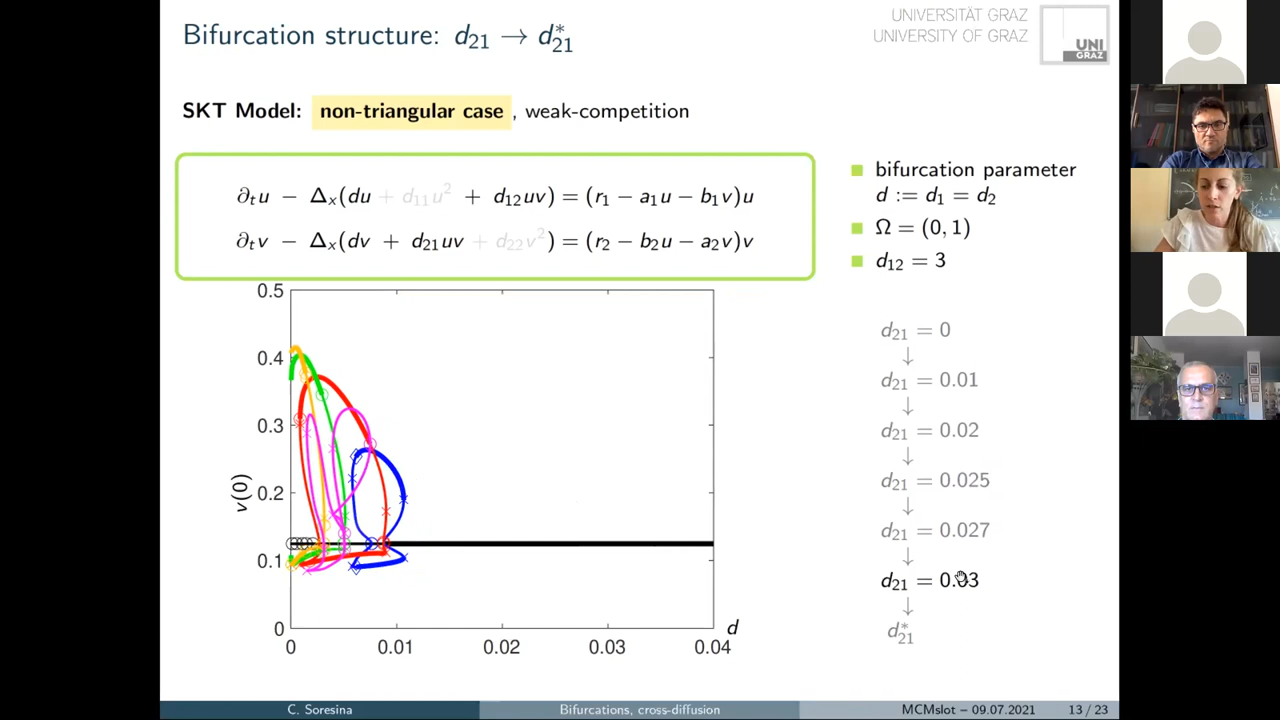 Bifurcation structure: d₂₁ → d₂₁*
UNIVERSITÄT GRAZ
UNIVERSITY OF GRAZ
UNI
GRAZ
SKT Model: non-triangular case, weak-competition
∂ₜu − Δₓ(du + d₁₁u² + d₁₂uv) = (r₁ − a₁u − b₁v)u
∂ₜv − Δₓ(dv + d₂₁uv + d₂₂v²) = (r₂ − b₂u − a₂v)v
bifurcation parameter
d := d₁ = d₂
Ω = (0, 1)
d₁₂ = 3
0.5
0.4
0.3
0.2
0.1
0
v(0)
0
0.01
0.02
0.03
0.04
d
d₂₁ = 0
↓
d₂₁ = 0.01
↓
d₂₁ = 0.02
↓
d₂₁ = 0.025
↓
d₂₁ = 0.027
↓
d₂₁ = 0.03
↓
d₂₁*
C. Soresina
Bifurcations, cross-diffusion
MCMslot – 09.07.2021
13 / 23